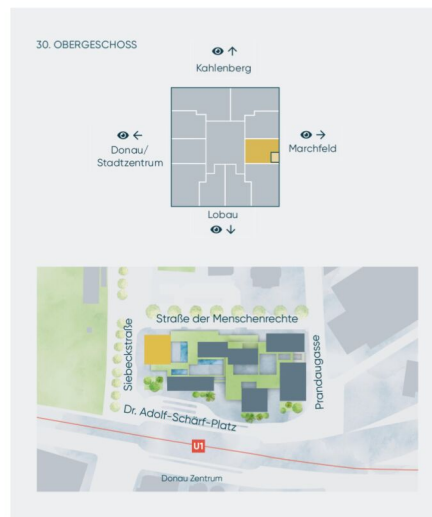 30. OBERGESCHOSS
↑
Kahlenberg
←
Donau/
Stadtzentrum
→
Marchfeld
Lobau
↓
Straße der Menschenrechte
Siebeckstraße
Prandaugasse
Dr. Adolf-Schärf-Platz
U1
Donau Zentrum